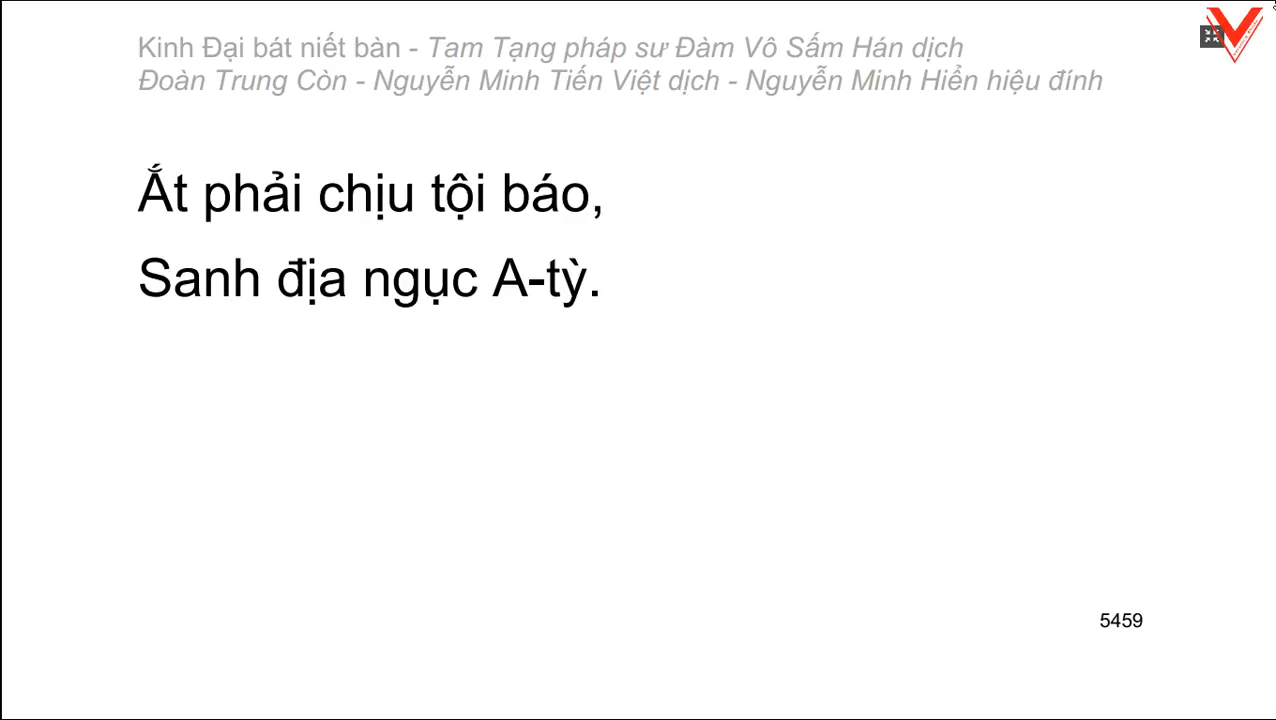 Kinh Đại bát niết bàn - Tam Tạng pháp sư Đàm Vô Sấm Hán dịch
Đoàn Trung Còn - Nguyễn Minh Tiến Việt dịch - Nguyễn Minh Hiển hiệu đính
Ắt phải chịu tội báo,
Sanh địa ngục A-tỳ.
5459